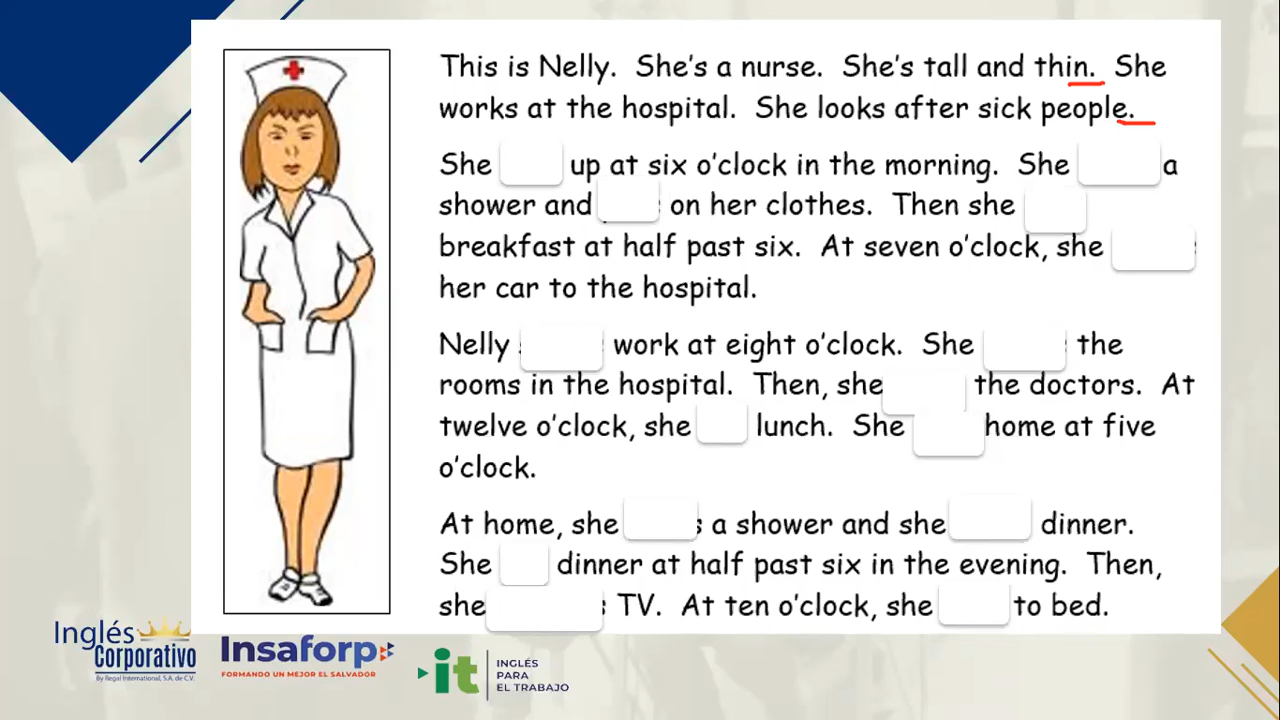 This is Nelly. She's a nurse. She's tall and thin. She
works at the hospital. She looks after sick people.
She up at six o'clock in the morning. She a
shower and on her clothes. Then she
breakfast at half past six. At seven o'clock, she
her car to the hospital.
Nelly work at eight o'clock. She the
rooms in the hospital. Then, she the doctors. At
twelve o'clock, she lunch. She home at five
o'clock.
At home, she s a shower and she dinner.
She dinner at half past six in the evening. Then,
she TV. At ten o'clock, she to bed.
Inglés
Corporativo
By Regal International, S.A. de C.V.
Insaforp
FORMANDO UN MEJOR EL SALVADOR
it
INGLÉS
PARA
EL TRABAJO